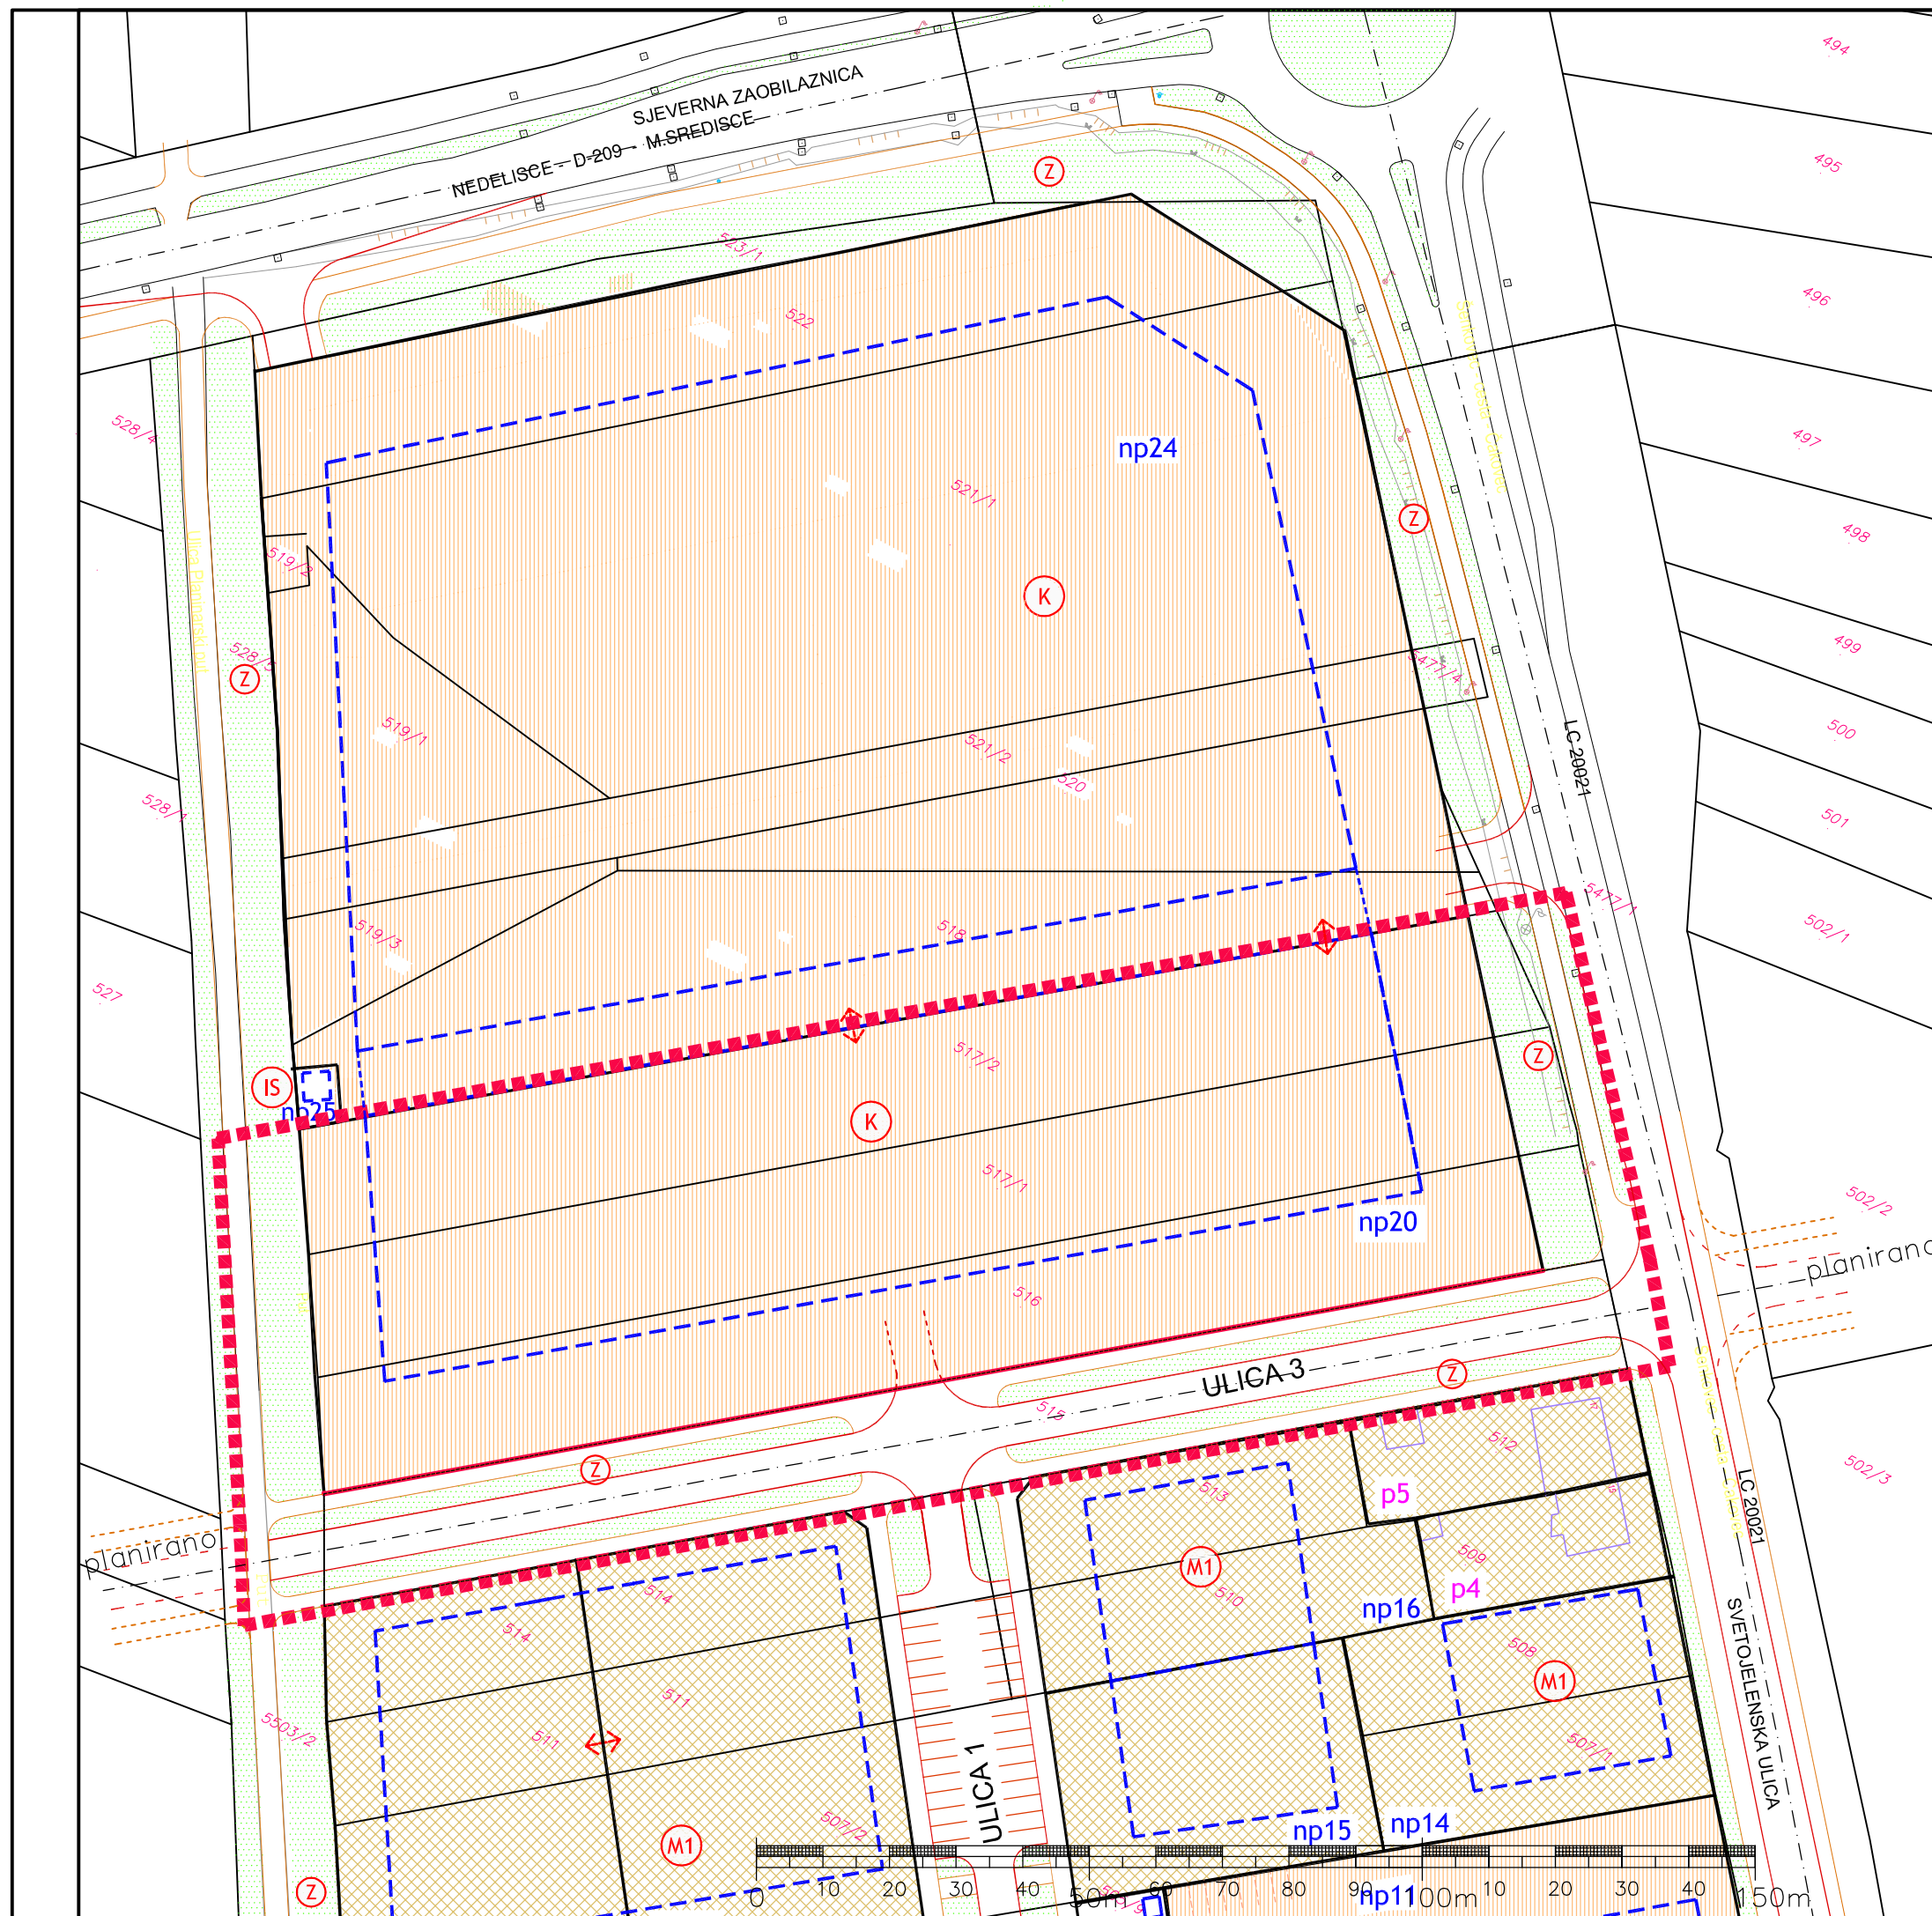 SJEVERNA ZAOBILAZNICA
NEDELISCE - D-209 - M.SREDISCE
494
495
496
497
498
499
500
501
502/1
502/2
502/3
Z
523/1
522
np24
521/1
K
Z
528/4
519/2
528/5
Z
519/1
521/2
520
5477/4
LC 20021
528/1
519/3
518
5477/1
527
IS
np25
517/2
K
Z
517/1
np20
516
planirano
ULICA 3
Z
515
Z
planirano
512
513
p5
M1
510
509
p4
np16
514
514
508
M1
507/1
511
511
5503/2
ULICA 1
LC 20021
SVETOJELENSKA ULICA
507/2
M1
np15
np14
Z
np11
0 10 20 30 40 50m 60 70 80 90 100m 10 20 30 40 150m